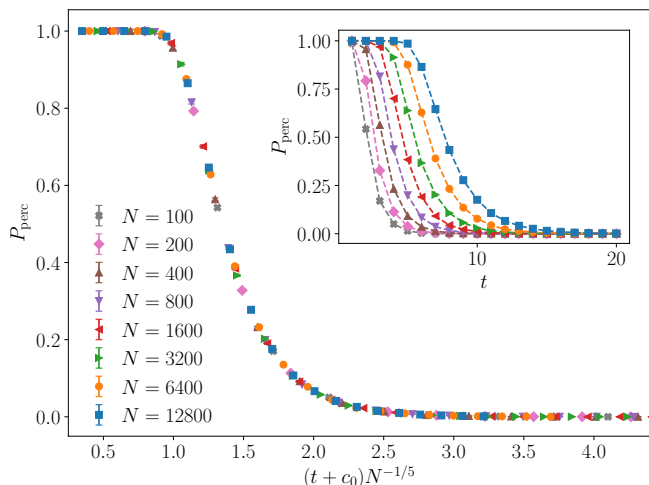 1.0
0.8
0.6
0.4
0.2
0.0
P_perc
0.5 1.0 1.5 2.0 2.5 3.0 3.5 4.0
(t + c₀)N^{-1/5}
N = 100
N = 200
N = 400
N = 800
N = 1600
N = 3200
N = 6400
N = 12800
1.00
0.75
0.50
0.25
0.00
P_perc
10 20
t